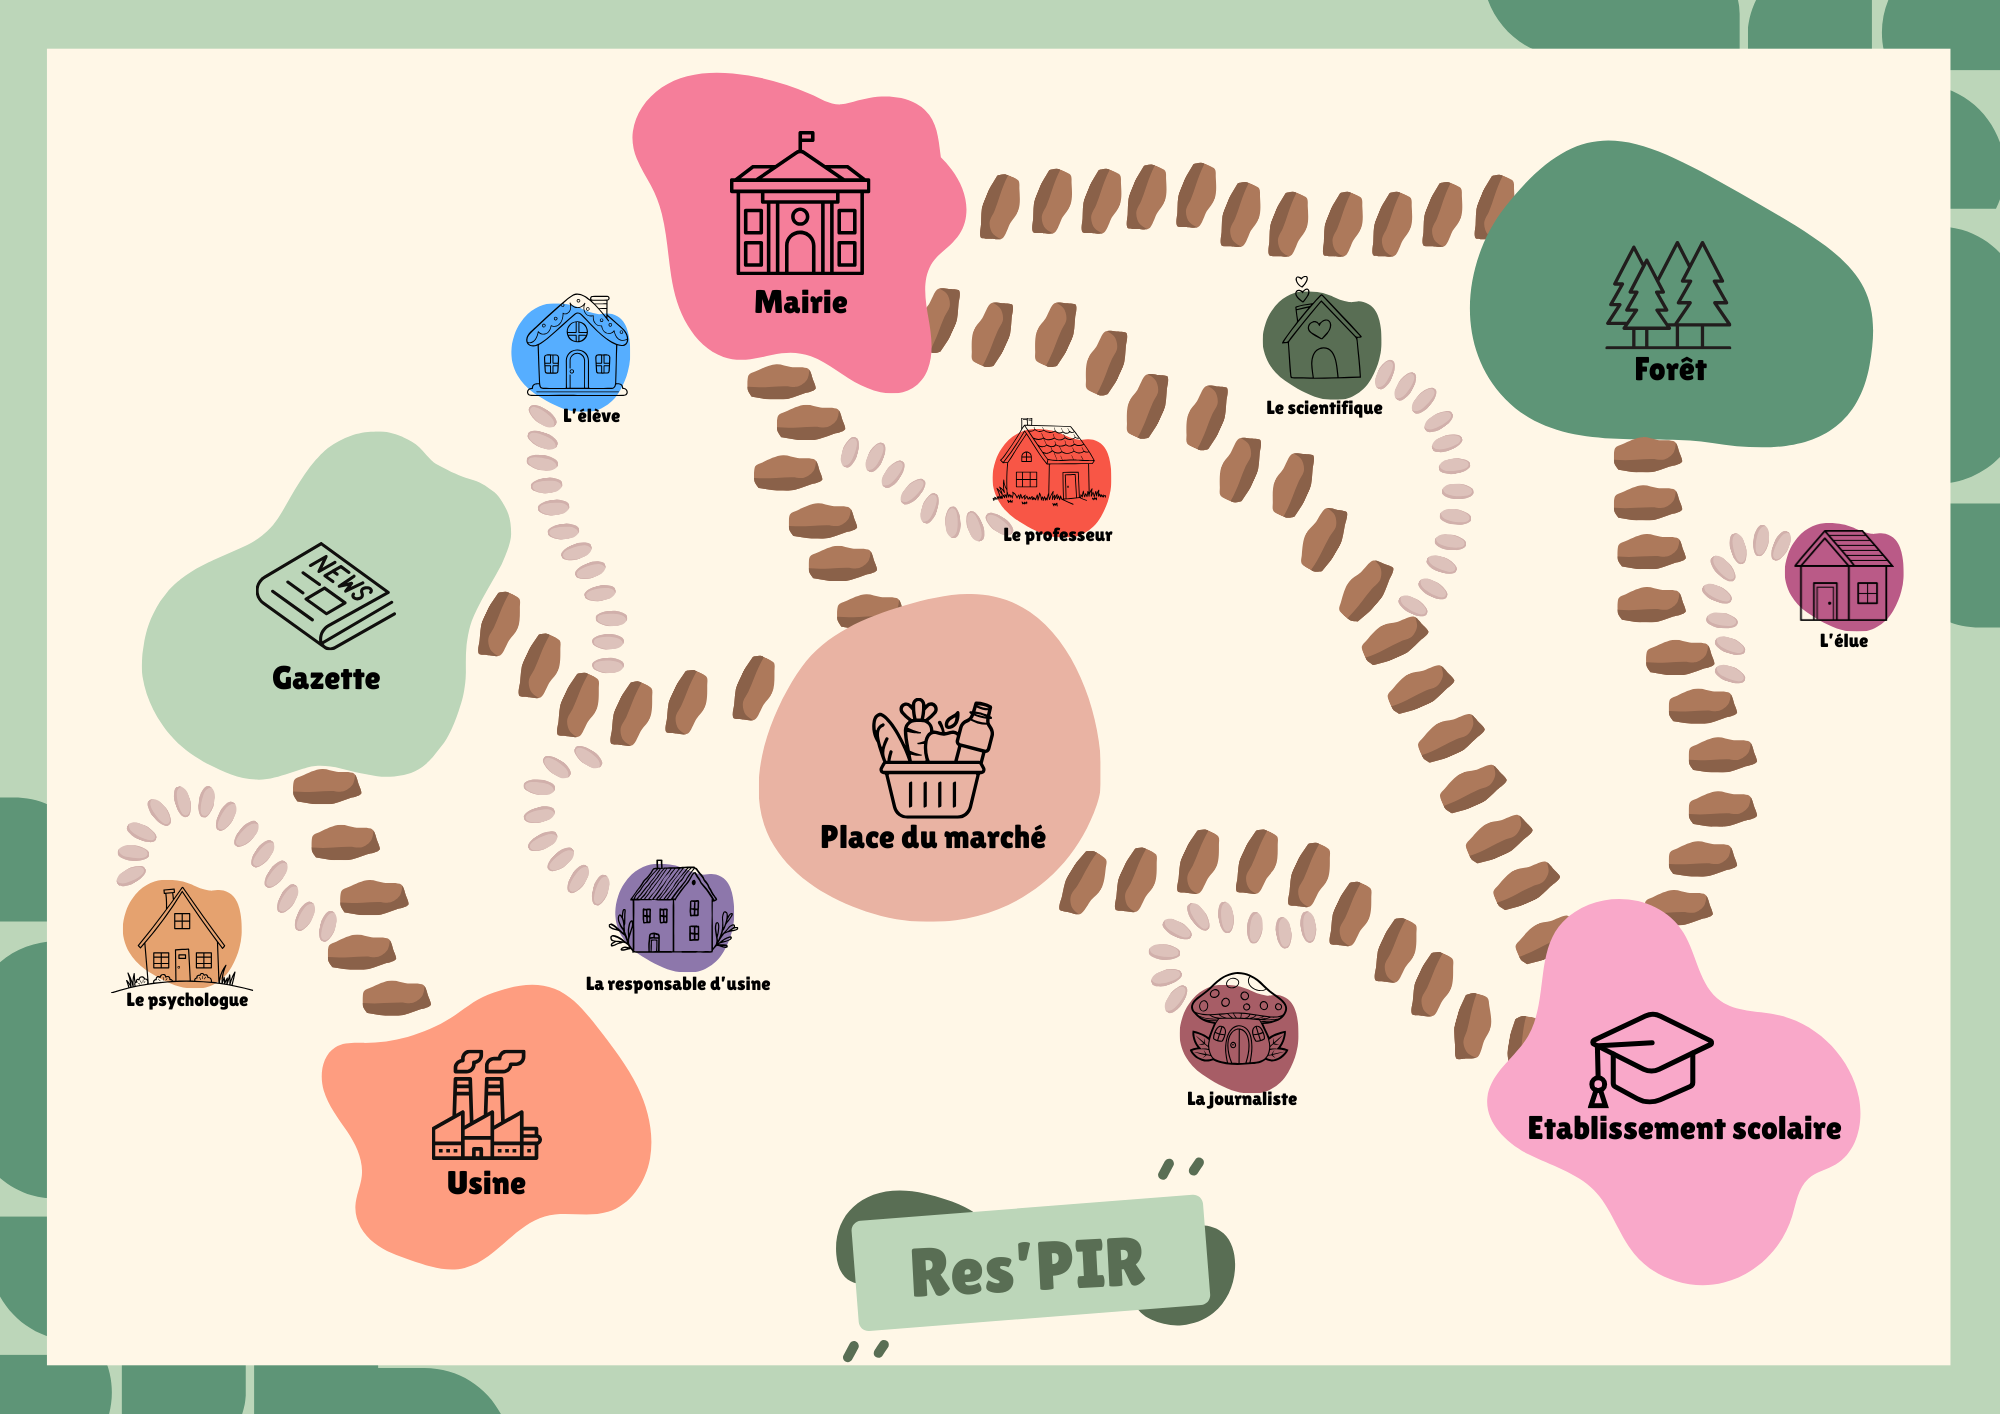 Mairie
Forêt
L'élève
Le scientifique
Le professeur
NEWS
Gazette
L'élue
Place du marché
La responsable d'usine
Le psychologue
La journaliste
Etablissement scolaire
Usine
Res'PIR